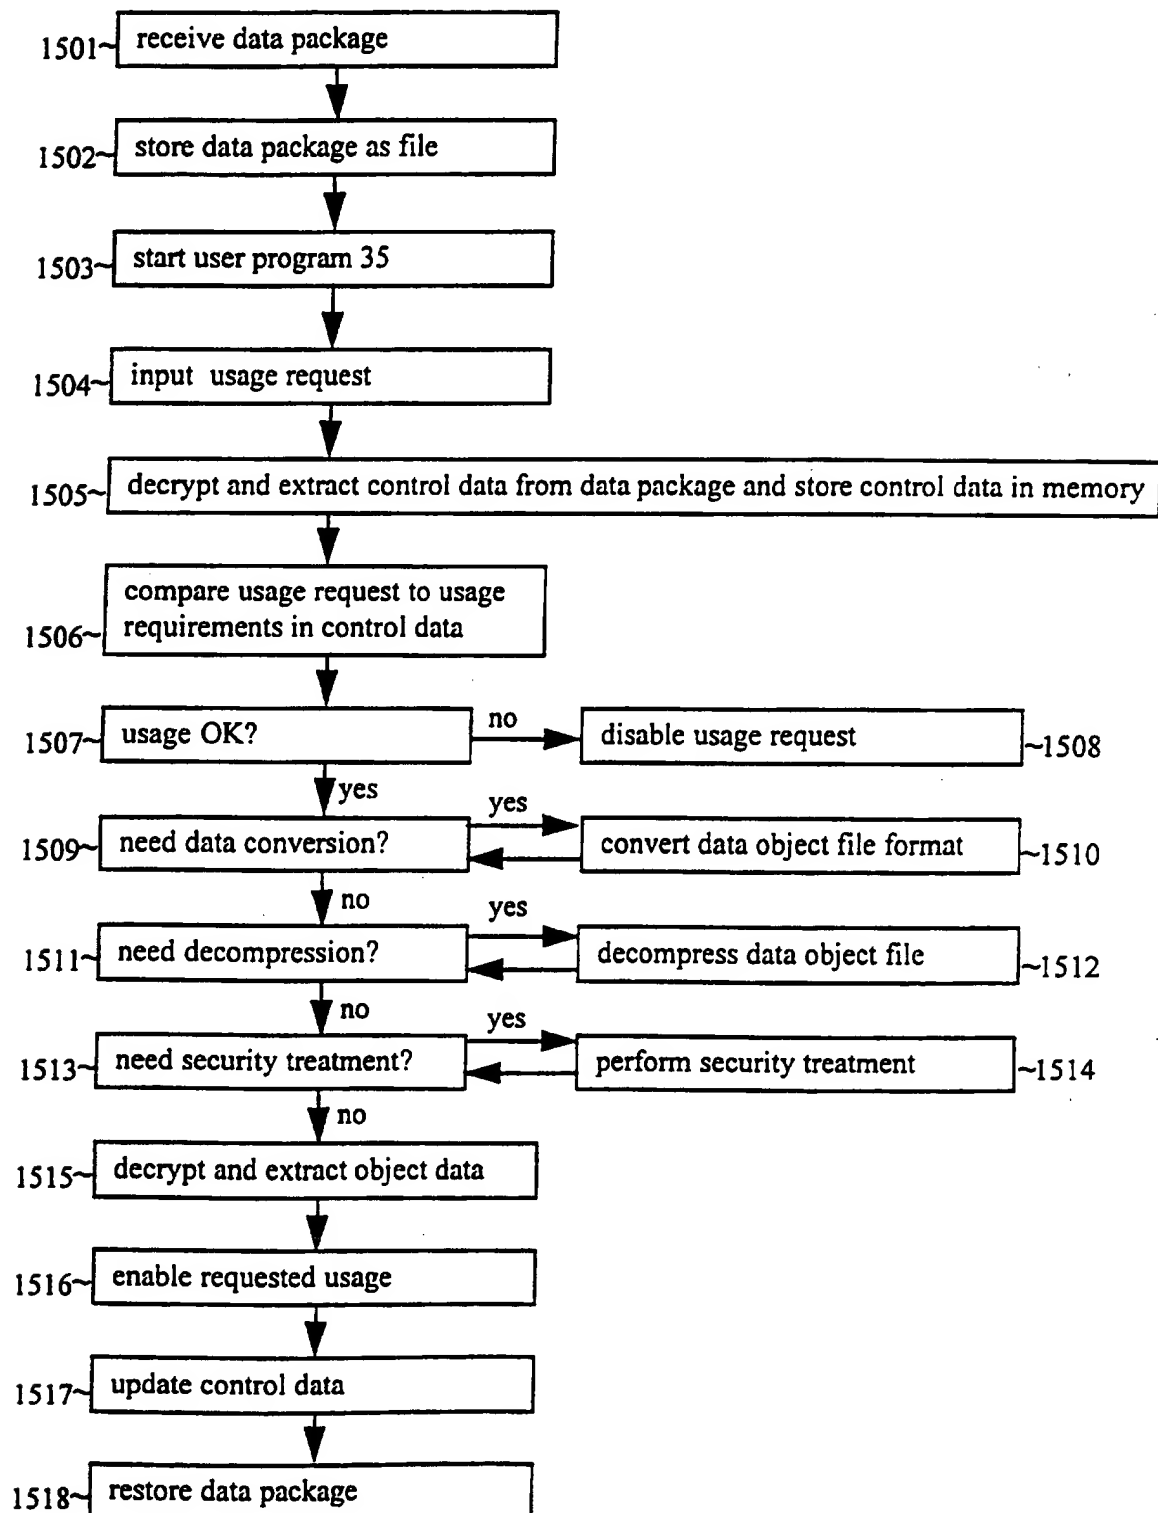 1501~ receive data package
1502~ store data package as file
1503~ start user program 35
1504~ input usage request
1505~ decrypt and extract control data from data package and store control data in memory
compare usage request to usage
1506~ requirements in control data
1507~ usage OK? no disable usage request ~1508
yes
yes
1509~ need data conversion? convert data object file format ~1510
no
yes
1511~ need decompression? decompress data object file ~1512
no
yes
1513~ need security treatment? perform security treatment ~1514
no
1515~ decrypt and extract object data
1516~ enable requested usage
1517~ update control data
1518~ restore data package